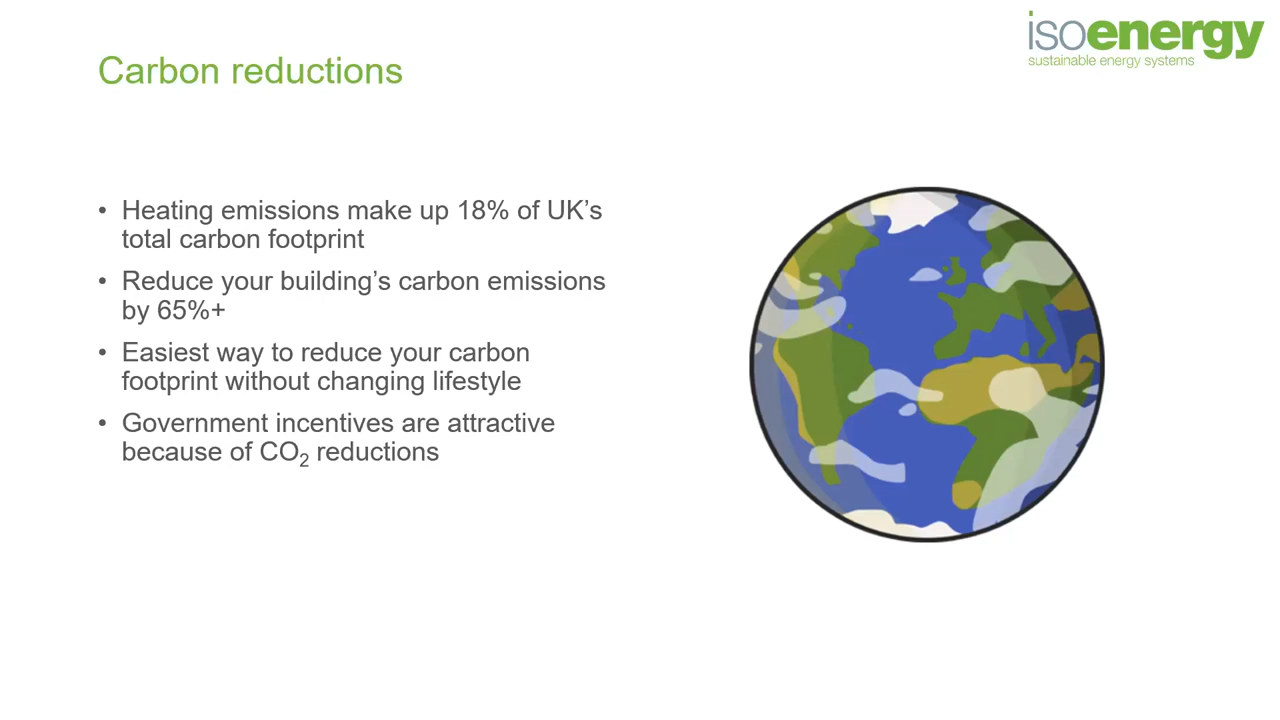 isoenergy
sustainable energy systems
Carbon reductions
• Heating emissions make up 18% of UK’s
total carbon footprint
• Reduce your building’s carbon emissions
by 65%+
• Easiest way to reduce your carbon
footprint without changing lifestyle
• Government incentives are attractive
because of CO₂ reductions